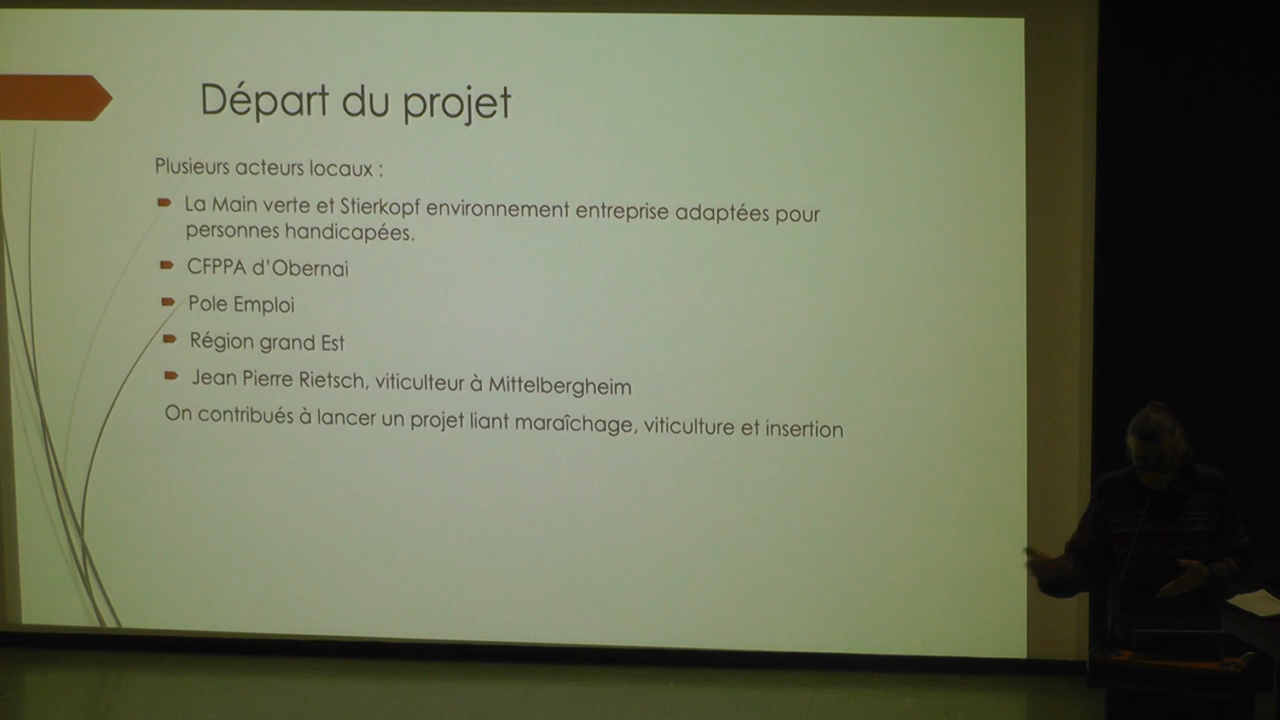 Départ du projet
Plusieurs acteurs locaux :
La Main verte et Stierkopf environnement entreprise adaptées pour
personnes handicapées.
CFPPA d'Obernai
Pole Emploi
Région grand Est
Jean Pierre Rietsch, viticulteur à Mittelbergheim
On contribués à lancer un projet liant maraîchage, viticulture et insertion